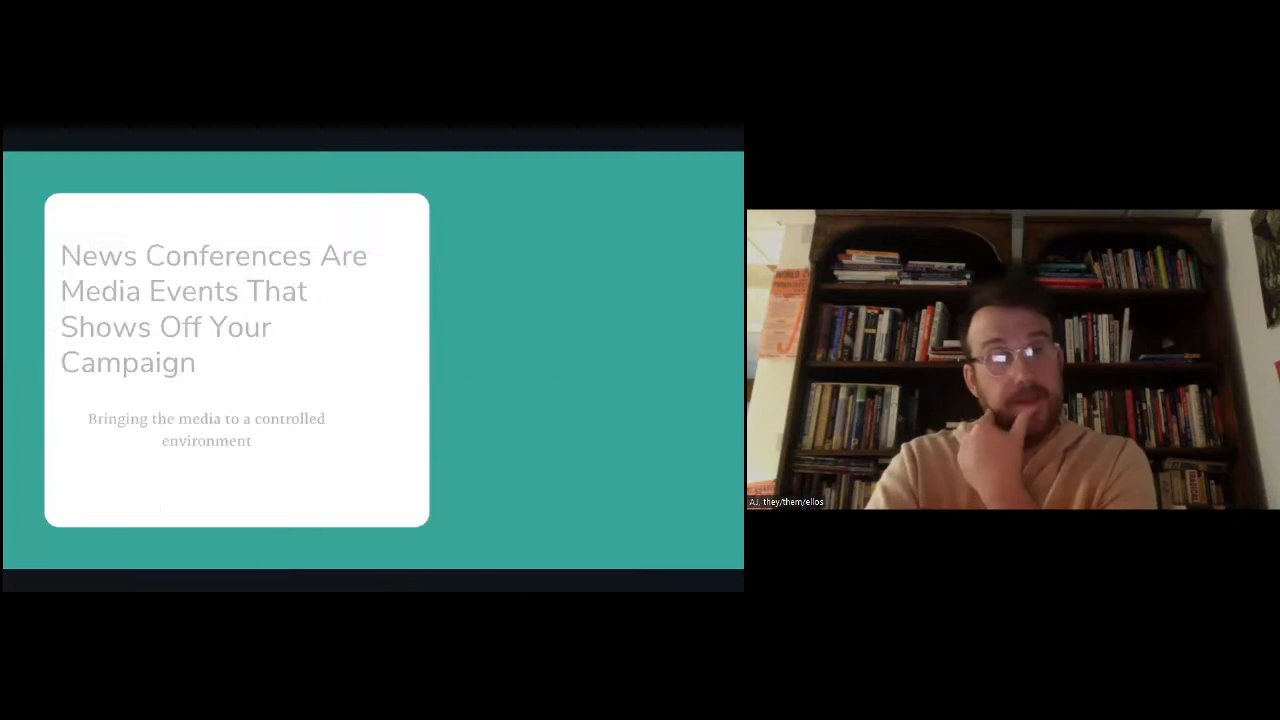 News Conferences Are
Media Events That
Shows Off Your
Campaign
Bringing the media to a controlled
environment
AJ, they/them/ellos